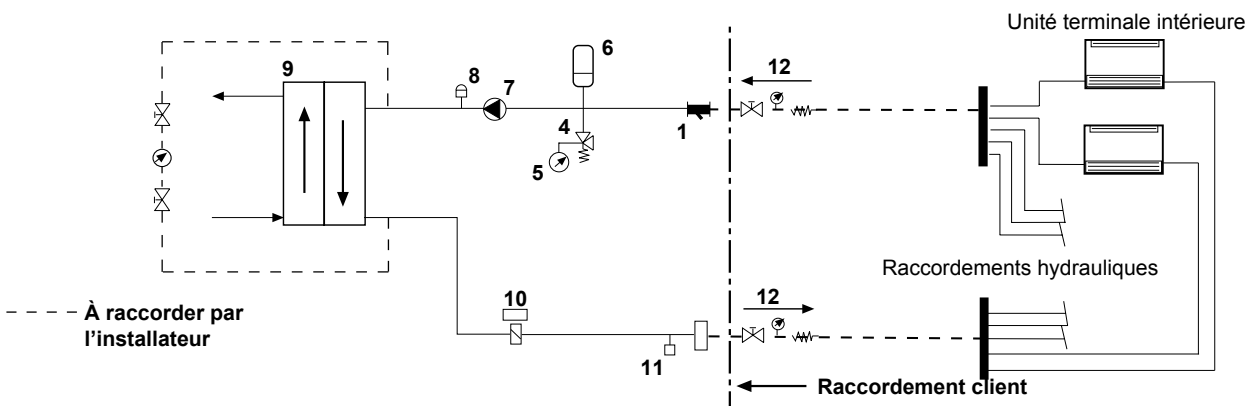 Unité terminale intérieure
6
9
8
7
12
4
1
5
Raccordements hydrauliques
À raccorder par
l'installateur
10
12
11
Raccordement client